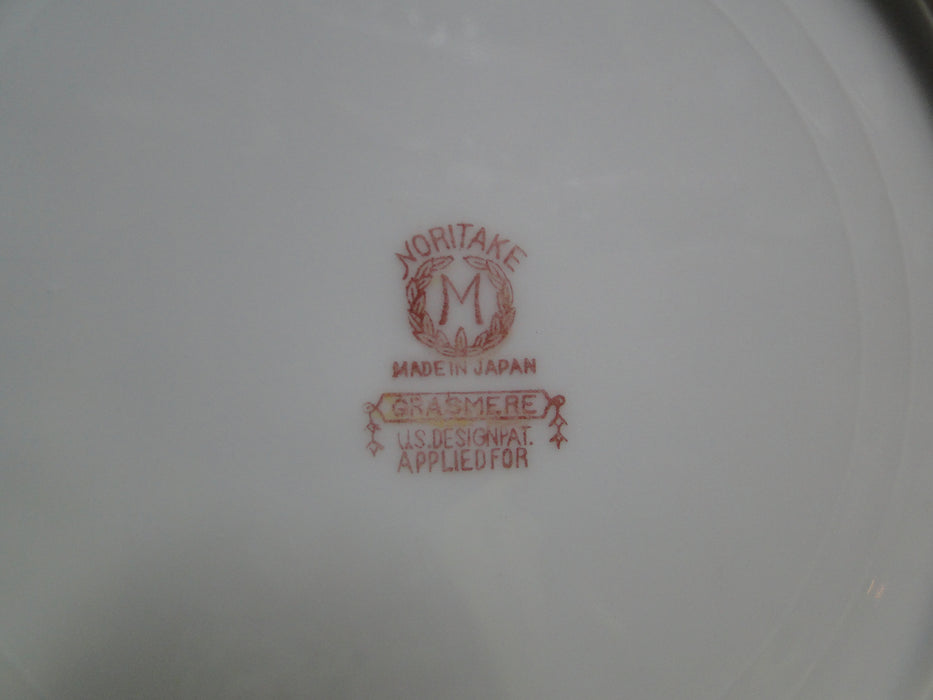 NORITAKE
M
MADE IN JAPAN
GRASMERE
U.S. DESIGN PAT.
APPLIED FOR